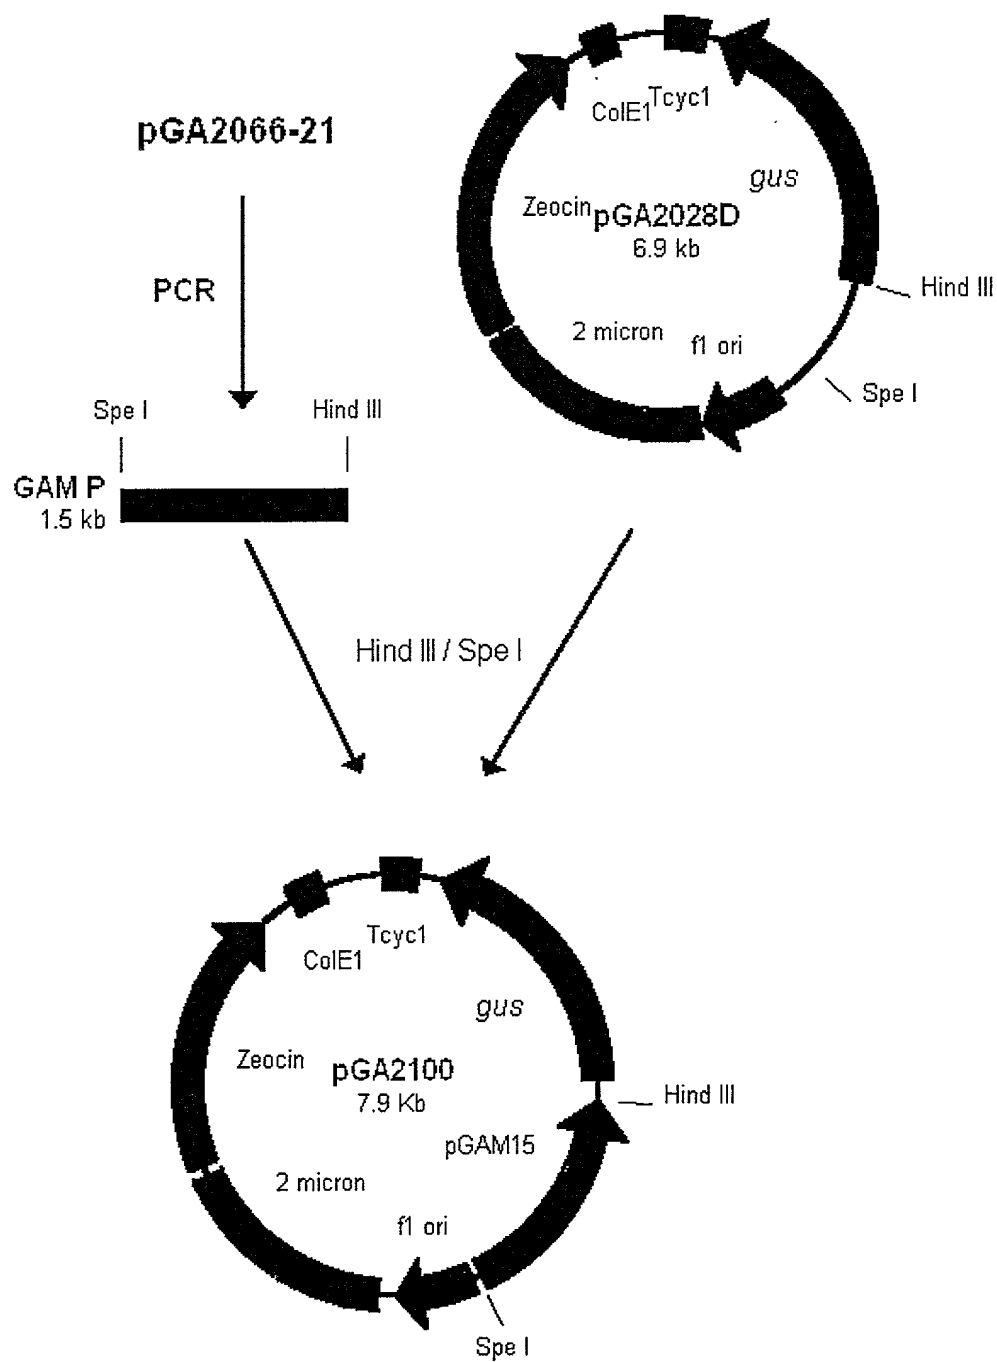 pGA2066-21
PCR
Spe I
Hind III
GAM P
1.5 kb
ColE1
Tcyc1
gus
Zeocin
pGA2028D
6.9 kb
Hind III
2 micron
f1 ori
Spe I
Hind III / Spe I
Tcyc1
ColE1
gus
Zeocin
pGA2100
7.9 Kb
Hind III
pGAM15
2 micron
f1 ori
Spe I